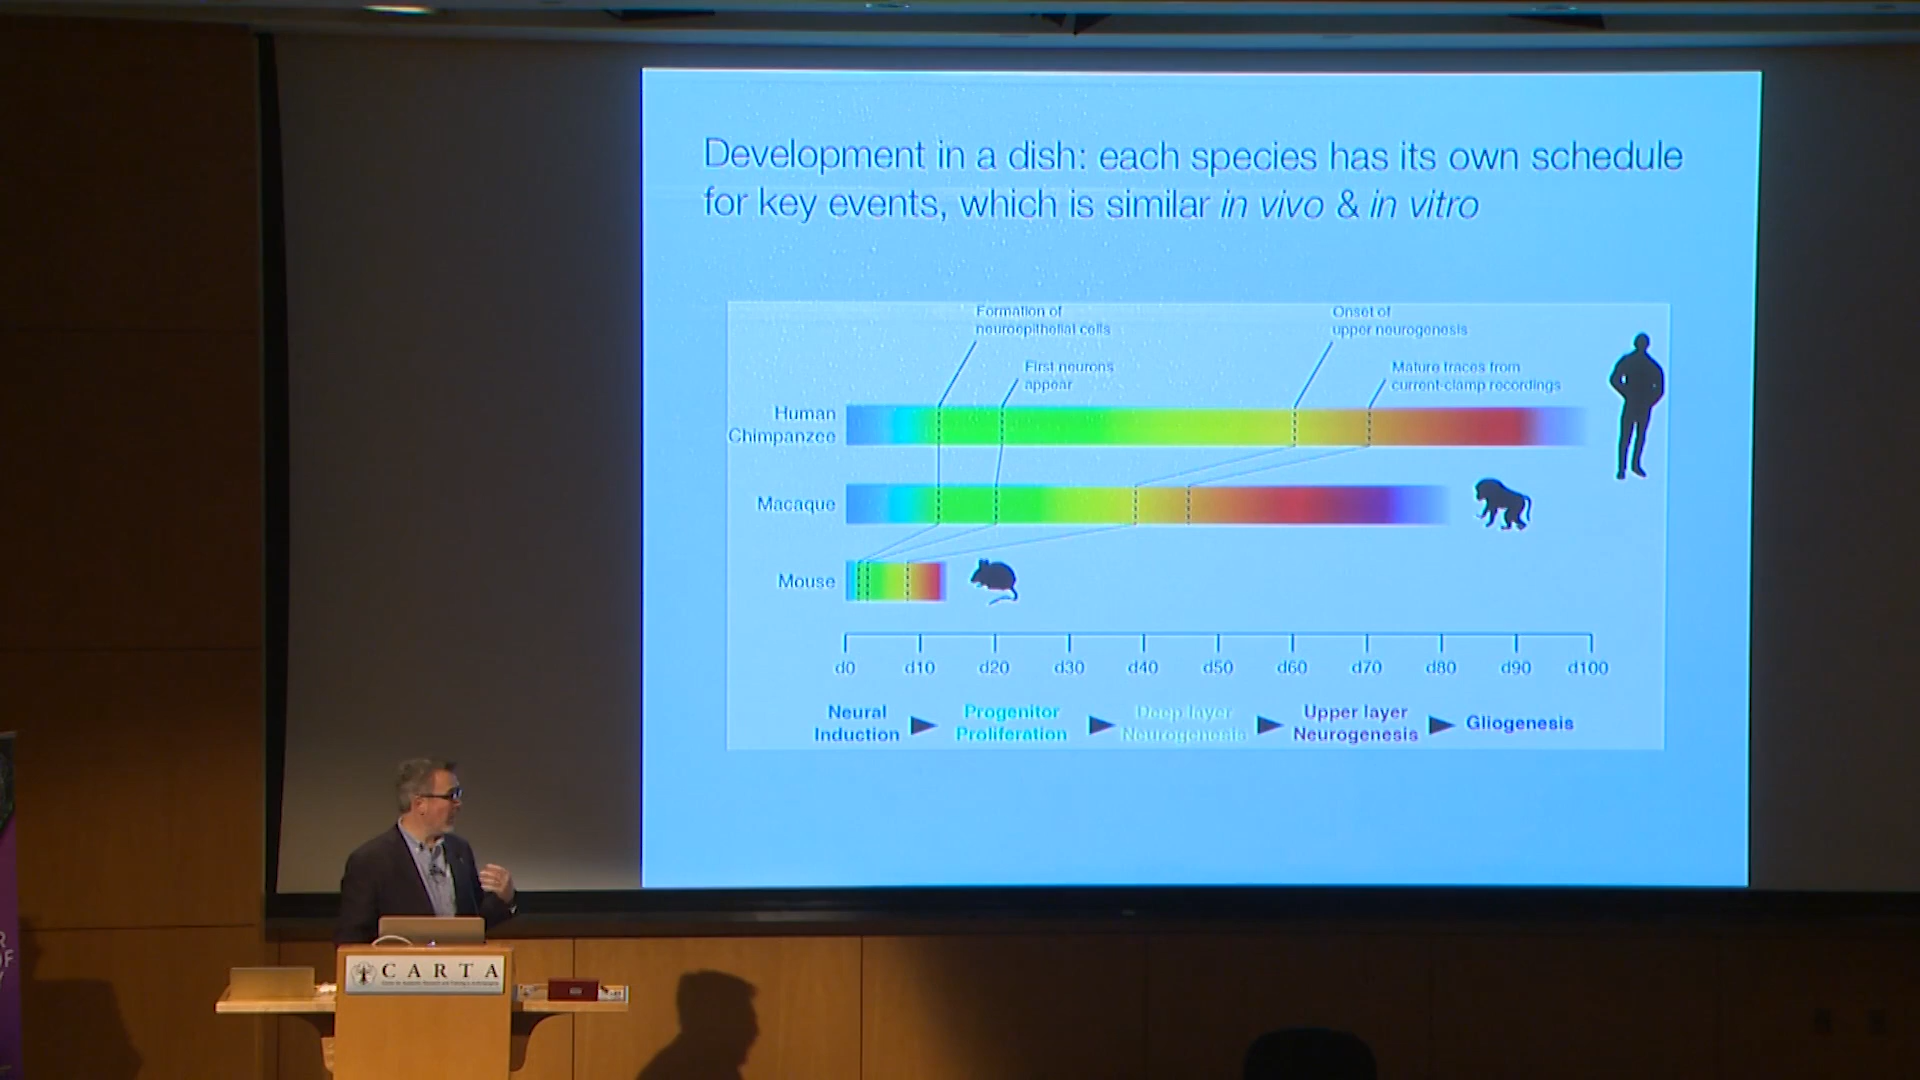 Development in a dish: each species has its own schedule
for key events, which is similar in vivo & in vitro
Formation of
neuroepithelial cells
Onset of
upper neurogenesis
First neurons
appear
Mature traces from
current-clamp recordings
Human
Chimpanzee
Macaque
Mouse
d0 d10 d20 d30 d40 d50 d60 d70 d80 d90 d100
Neural
Induction
Progenitor
Proliferation
Deep layer
Neurogenesis
Upper layer
Neurogenesis
Gliogenesis
CARTA